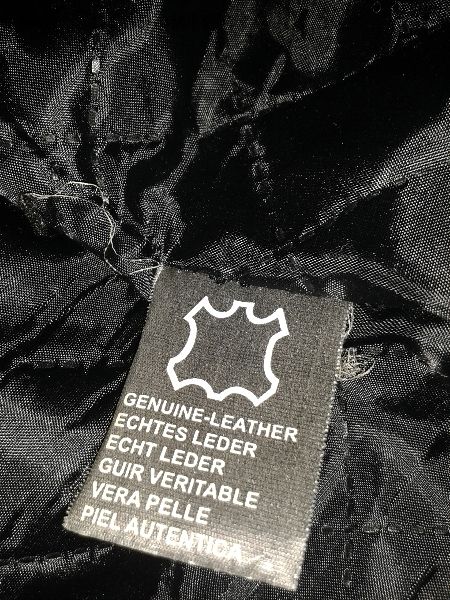 GENUINE-LEATHER
ECHTES LEDER
ECHT LEDER
GUIR VERITABLE
VERA PELLE
PIEL AUTENTICA